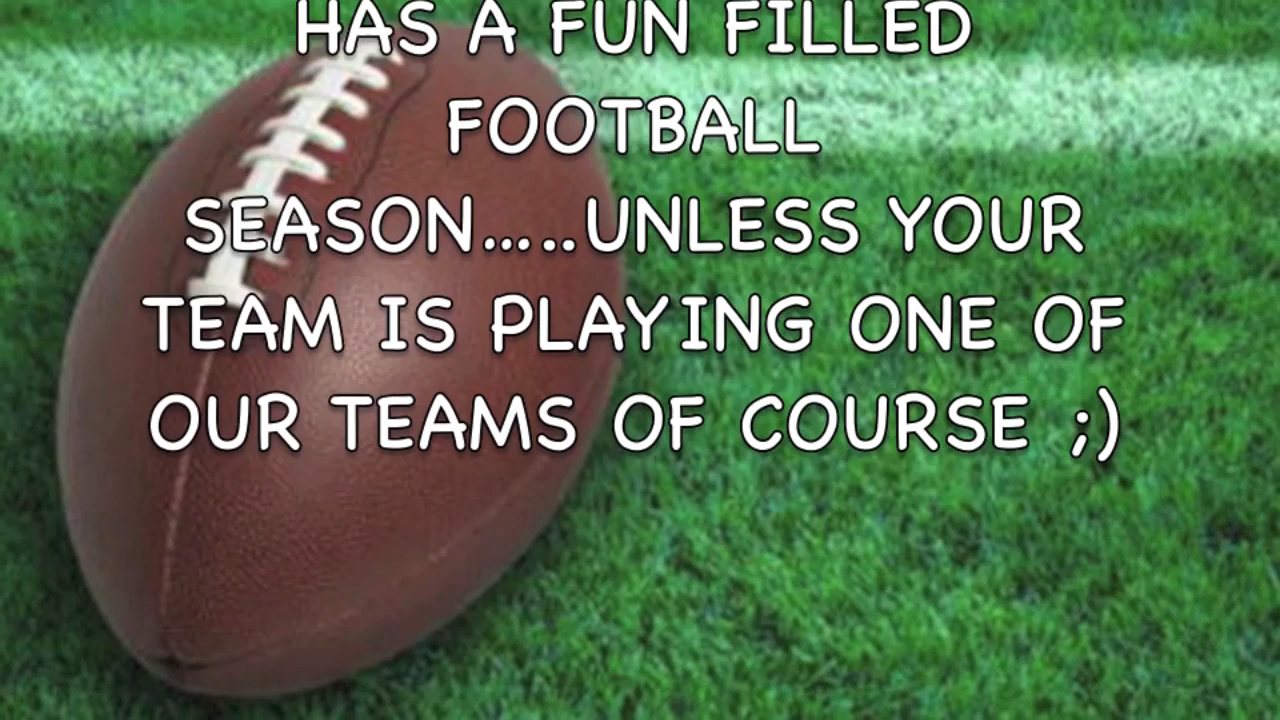 HAS A FUN FILLED
FOOTBALL
SEASON.....UNLESS YOUR
TEAM IS PLAYING ONE OF
OUR TEAMS OF COURSE ;)